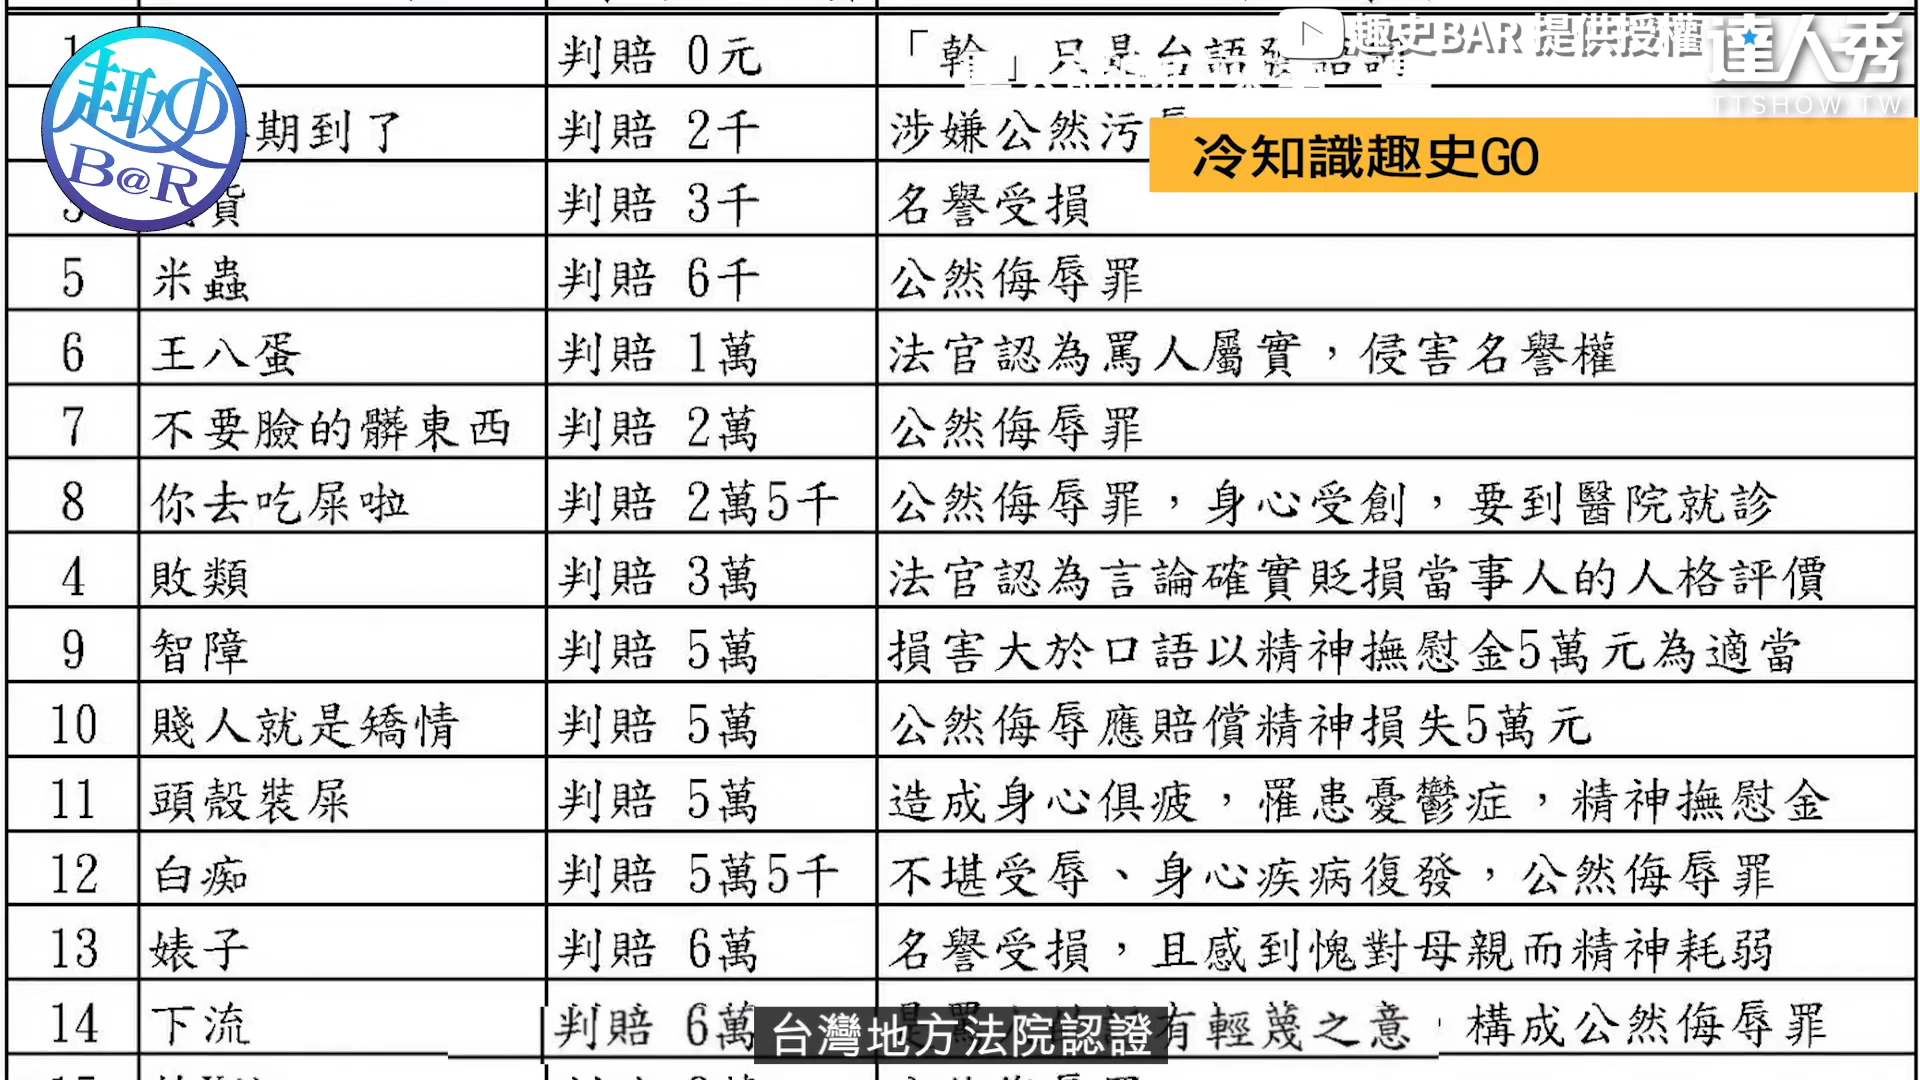 趣史BAR 提供授權
達人秀
TTSHOW.TW
冷知識趣史GO
趣史
B@R
1 判賠 0元 「幹」只是台語
期到了 判賠 2千 涉嫌公然污辱
貨 判賠 3千 名譽受損
5 米蟲 判賠 6千 公然侮辱罪
6 王八蛋 判賠 1萬 法官認為罵人屬實，侵害名譽權
7 不要臉的髒東西 判賠 2萬 公然侮辱罪
8 你去吃屎啦 判賠 2萬5千 公然侮辱罪，身心受創，要到醫院就診
4 敗類 判賠 3萬 法官認為言論確實貶損當事人的人格評價
9 智障 判賠 5萬 損害大於口語以精神撫慰金5萬元為適當
10 賤人就是矯情 判賠 5萬 公然侮辱應賠償精神損失5萬元
11 頭殼裝屎 判賠 5萬 造成身心俱疲，罹患憂鬱症，精神撫慰金
12 白痴 判賠 5萬5千 不堪受辱、身心疾病復發，公然侮辱罪
13 婊子 判賠 6萬 名譽受損，且感到愧對母親而精神耗弱
14 下流 判賠 6萬 有輕蔑之意，構成公然侮辱罪
台灣地方法院認證